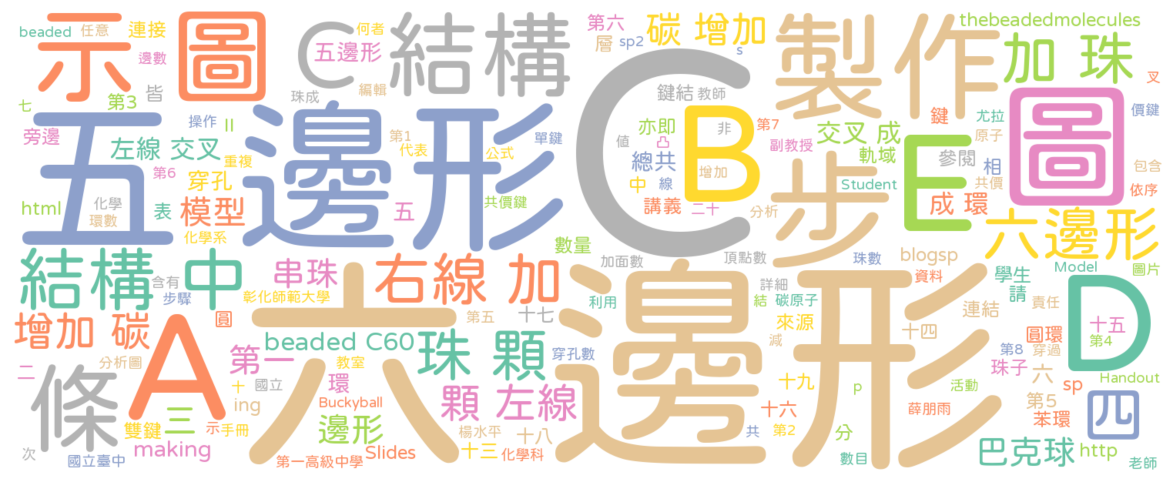 beaded 任意 連接
示圖
邊數
七 第3 皆
何者
C 結構
五邊形
珠成 編輯
第六 碳 增加
層 sp2 s
thebeadedmolecules
製作
加 珠
叉
五邊形
旁邊 操作 II
左線 交叉 重複
第1 代表 公式 單鍵
第6 穿孔
html 化學 環數 表 模型 五 共價鍵
化學系
鍵結 教師
C
值 亦即 凸 非 第7
B
總共
中 線 增加
講義 二十 分析
副教授
交叉 成
軌域
步
Student
鍵 尤拉 價鍵
原子
E
圖
參閱 相 包含
共價 依序
成 環
六邊形
結構 中
含有 步驟
串珠
彰化師範大學
右線 加
數量
加面數 頂點數 珠數
blogsp
資料
學生
請
Model 圖片
增加 碳
圓
A
分析圖
第五 十七
beaded C60
利用 結 詳細
碳原子
來源
減
連結
十四
圓環 責任
D
十五
第4
六邊形
二
條
第一
十 國立
環
教室
Buckyball
珠 顆
穿孔數
第8 穿過
珠子 六
十九
p 活動
sp Handout
三
雙鍵 示 手冊
ing
邊形
顆 左線
楊水平 十八
十六
第2
共
薛朋雨
第5
苯環
四
次 國立臺中
making
第一高級中學
Slides
十三 化學科
分
數目
巴克球
http
老師